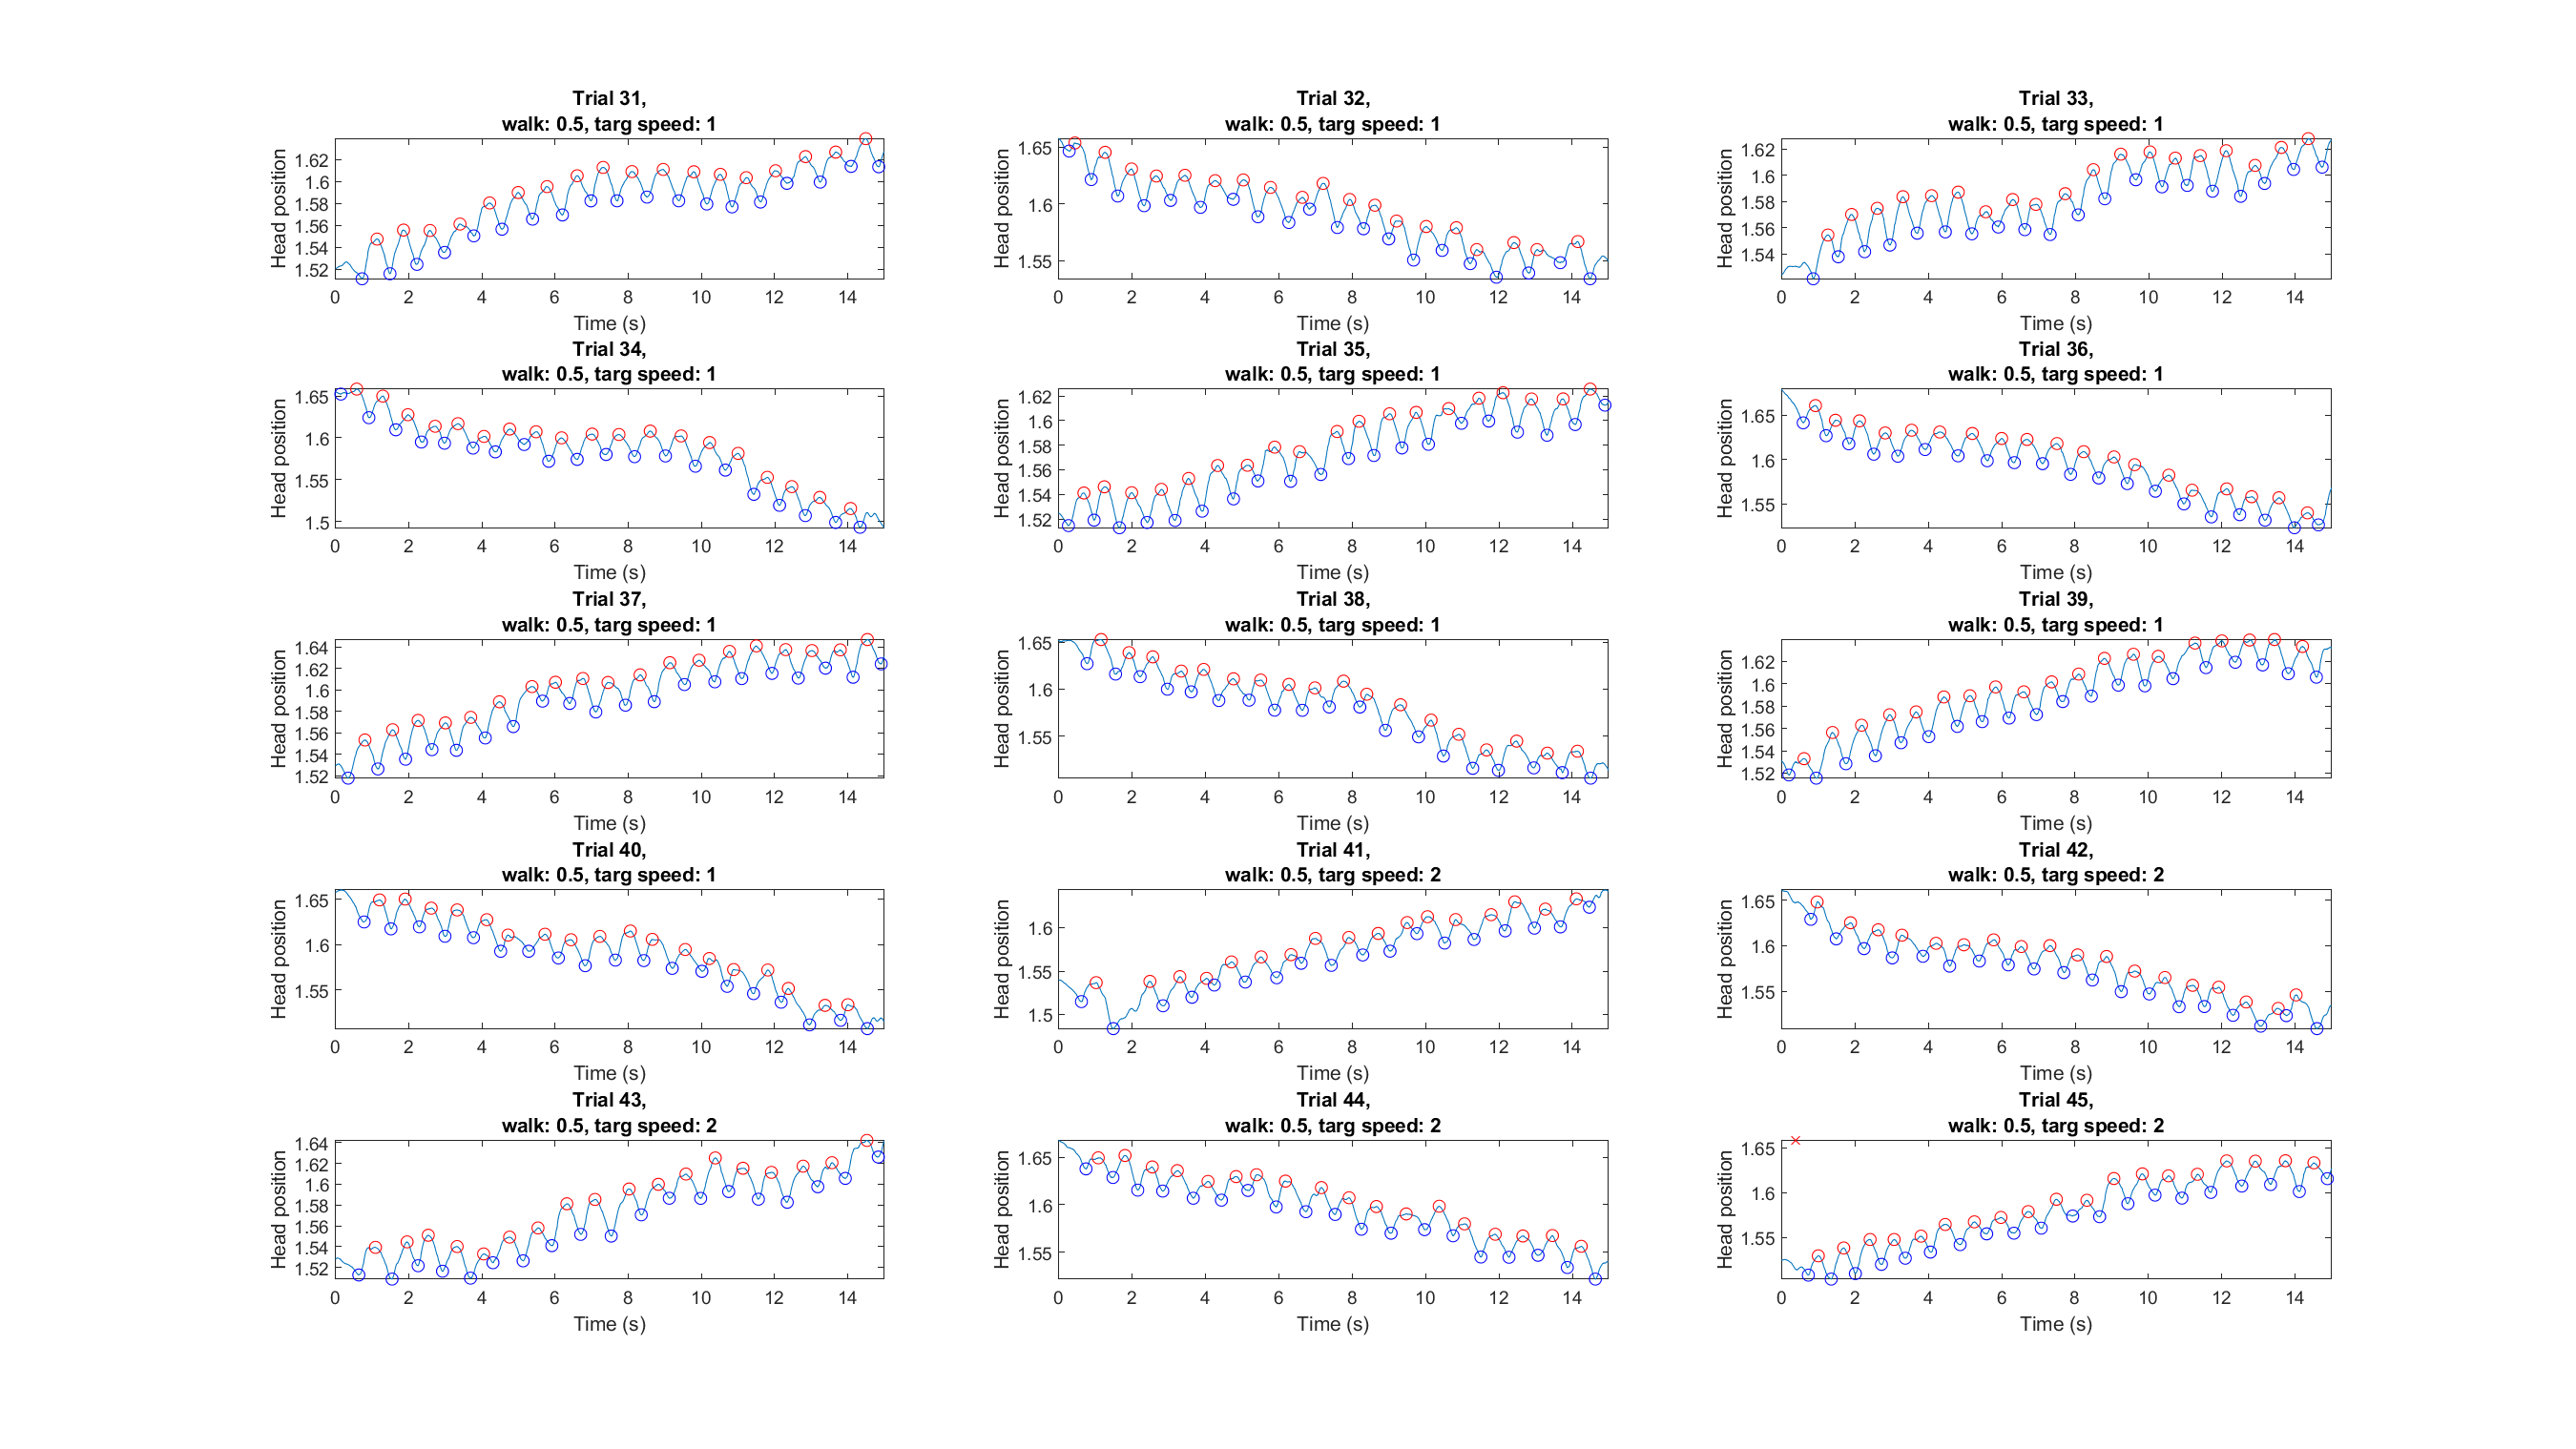 Trial 31,
walk: 0.5, targ speed: 1
Head position
1.62
1.6
1.58
1.56
1.54
1.52
0 2 4 6 8 10 12 14
Time (s)
Trial 32,
walk: 0.5, targ speed: 1
Head position
1.65
1.6
1.55
0 2 4 6 8 10 12 14
Time (s)
Trial 33,
walk: 0.5, targ speed: 1
Head position
1.62
1.6
1.58
1.56
1.54
0 2 4 6 8 10 12 14
Time (s)
Trial 34,
walk: 0.5, targ speed: 1
Head position
1.65
1.6
1.55
1.5
0 2 4 6 8 10 12 14
Time (s)
Trial 35,
walk: 0.5, targ speed: 1
Head position
1.62
1.6
1.58
1.56
1.54
1.52
0 2 4 6 8 10 12 14
Time (s)
Trial 36,
walk: 0.5, targ speed: 1
Head position
1.65
1.6
1.55
0 2 4 6 8 10 12 14
Time (s)
Trial 37,
walk: 0.5, targ speed: 1
Head position
1.64
1.62
1.6
1.58
1.56
1.54
1.52
0 2 4 6 8 10 12 14
Time (s)
Trial 38,
walk: 0.5, targ speed: 1
Head position
1.65
1.6
1.55
0 2 4 6 8 10 12 14
Time (s)
Trial 39,
walk: 0.5, targ speed: 1
Head position
1.62
1.6
1.58
1.56
1.54
1.52
0 2 4 6 8 10 12 14
Time (s)
Trial 40,
walk: 0.5, targ speed: 1
Head position
1.65
1.6
1.55
0 2 4 6 8 10 12 14
Time (s)
Trial 41,
walk: 0.5, targ speed: 2
Head position
1.6
1.55
1.5
0 2 4 6 8 10 12 14
Time (s)
Trial 42,
walk: 0.5, targ speed: 2
Head position
1.65
1.6
1.55
0 2 4 6 8 10 12 14
Time (s)
Trial 43,
walk: 0.5, targ speed: 2
Head position
1.64
1.62
1.6
1.58
1.56
1.54
1.52
0 2 4 6 8 10 12 14
Time (s)
Trial 44,
walk: 0.5, targ speed: 2
Head position
1.65
1.6
1.55
0 2 4 6 8 10 12 14
Time (s)
Trial 45,
walk: 0.5, targ speed: 2
Head position
1.65
1.6
1.55
0 2 4 6 8 10 12 14
Time (s)